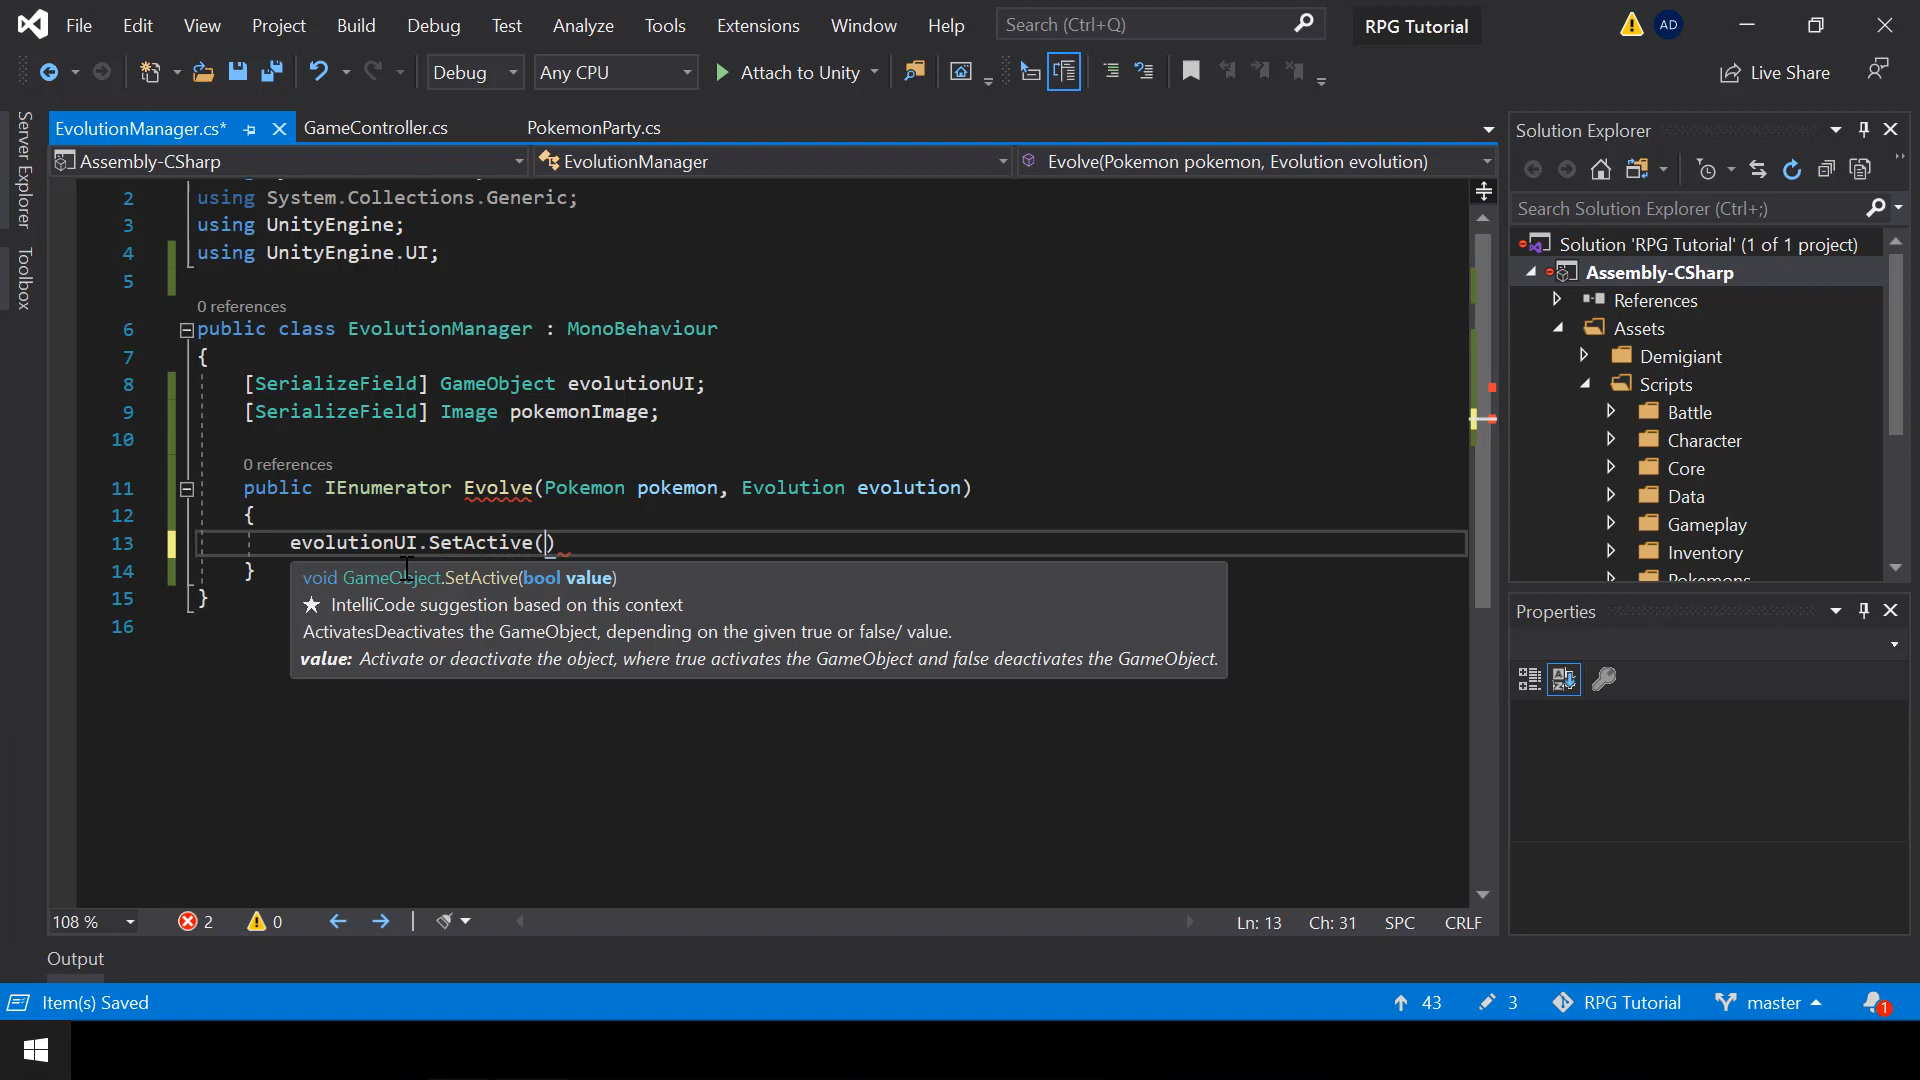 File Edit View Project Build Debug Test Analyze Tools Extensions Window Help Search (Ctrl+Q) RPG Tutorial AD
Debug Any CPU Attach to Unity Live Share
Server Explorer
Toolbox
EvolutionManager.cs* GameController.cs PokemonParty.cs
Assembly-CSharp EvolutionManager Evolve(Pokemon pokemon, Evolution evolution)
2 using System.Collections.Generic;
3 using UnityEngine;
4 using UnityEngine.UI;
5
0 references
6 public class EvolutionManager : MonoBehaviour
7 {
8 [SerializeField] GameObject evolutionUI;
9 [SerializeField] Image pokemonImage;
10
0 references
11 public IEnumerator Evolve(Pokemon pokemon, Evolution evolution)
12 {
13 evolutionUI.SetActive()
14 }
15 }
16
void GameObject.SetActive(bool value)
★ IntelliCode suggestion based on this context
ActivatesDeactivates the GameObject, depending on the given true or false/ value.
value: Activate or deactivate the object, where true activates the GameObject and false deactivates the GameObject.
108 % 2 0 Ln: 13 Ch: 31 SPC CRLF
Solution Explorer
Search Solution Explorer (Ctrl+;)
Solution 'RPG Tutorial' (1 of 1 project)
Assembly-CSharp
References
Assets
Demigiant
Scripts
Battle
Character
Core
Data
Gameplay
Inventory
Pokemons
Properties
Output
Item(s) Saved 43 3 RPG Tutorial master 1